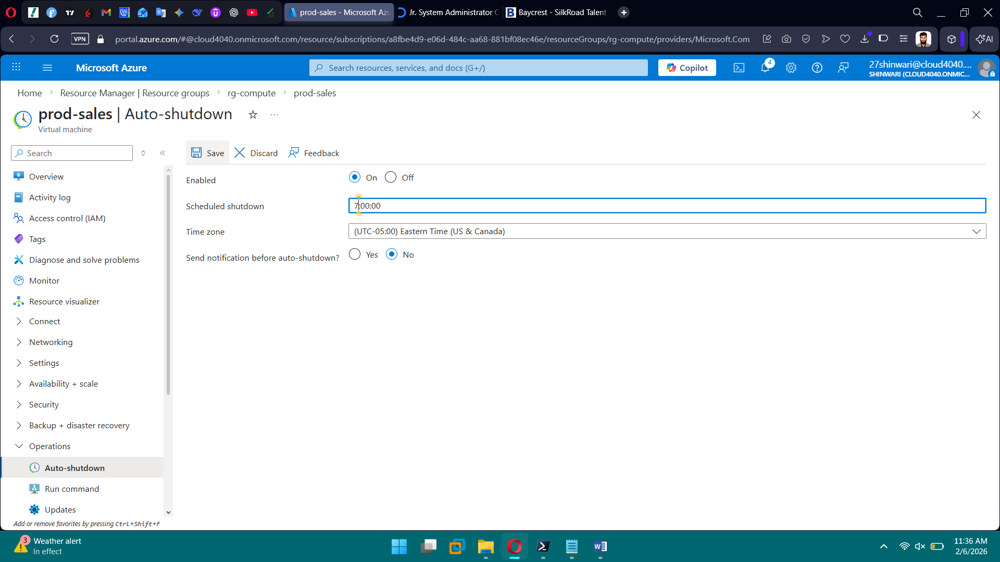 prod-sales - Microsoft Azu
Jr. System Administrator C
Baycrest - SilkRoad Talent
VPN
portal.azure.com/#@cloud4040.onmicrosoft.com/resource/subscriptions/a8fbe4d9-e06d-484c-aa68-881bf08ec46e/resourceGroups/rg-compute/providers/Microsoft.Com
AI
Microsoft Azure
Search resources, services, and docs (G+/)
Copilot
4
27shinwari@cloud4040....
SHINWARI (CLOUD4040.ONMIC...
Home
Resource Manager | Resource groups
rg-compute
prod-sales
prod-sales | Auto-shutdown
Virtual machine
Search
Save
Discard
Feedback
Overview
Activity log
Access control (IAM)
Tags
Diagnose and solve problems
Monitor
Resource visualizer
Connect
Networking
Settings
Availability + scale
Security
Backup + disaster recovery
Operations
Auto-shutdown
Run command
Updates
Add or remove favorites by pressing Ctrl+Shift+F
Enabled
On
Off
Scheduled shutdown
7:00:00
Time zone
(UTC-05:00) Eastern Time (US & Canada)
Send notification before auto-shutdown?
Yes
No
3
Weather alert
In effect
11:36 AM
2/6/2026